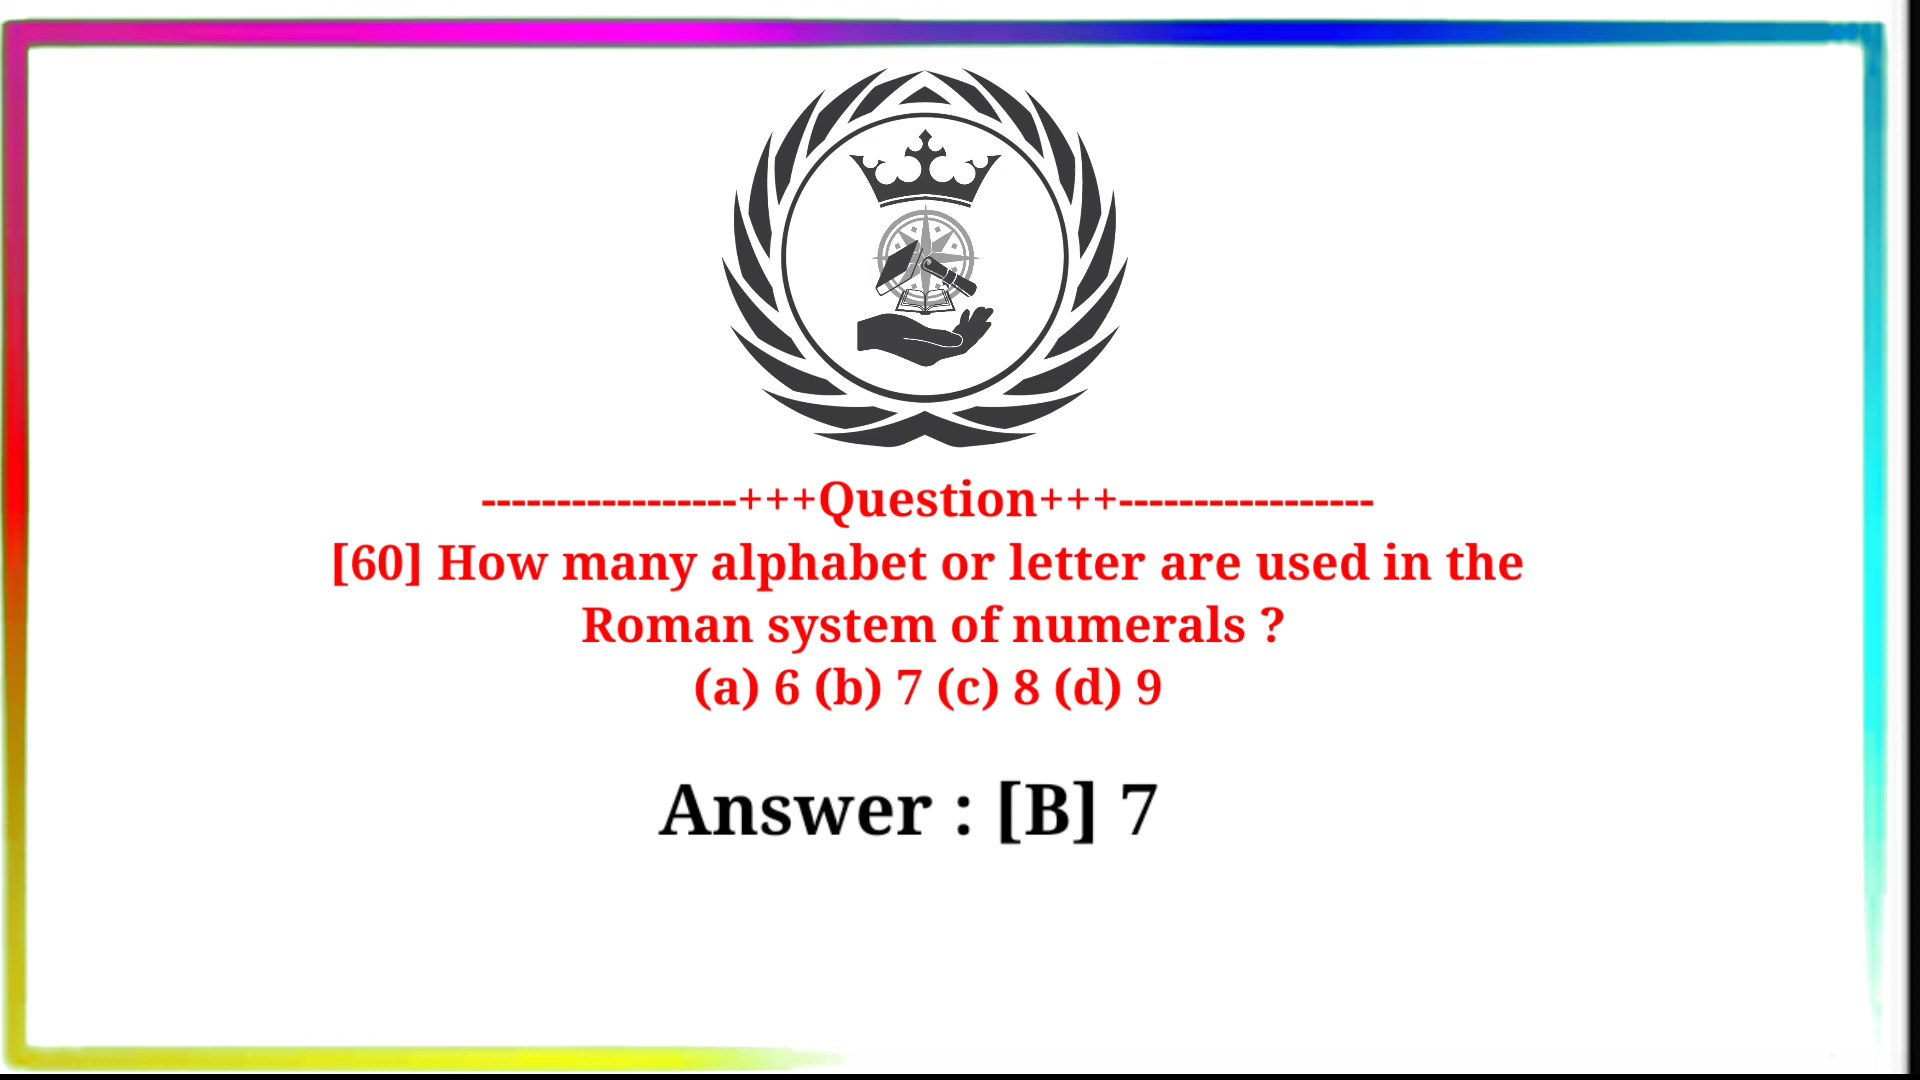 -----------------+++Question+++-----------------
[60] How many alphabet or letter are used in the
Roman system of numerals ?
(a) 6 (b) 7 (c) 8 (d) 9
Answer : [B] 7